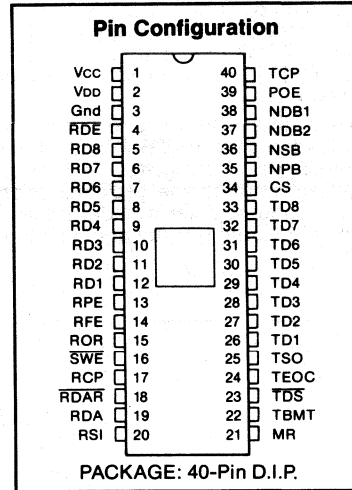 Pin Configuration
VCC 1 40 TCP
VDD 2 39 POE
Gnd 3 38 NDB1
RDE 4 37 NDB2
RD8 5 36 NSB
RD7 6 35 NPB
RD6 7 34 CS
RD5 8 33 TD8
RD4 9 32 TD7
RD3 10 31 TD6
RD2 11 30 TD5
RD1 12 29 TD4
RPE 13 28 TD3
RFE 14 27 TD2
ROR 15 26 TD1
SWE 16 25 TSO
RCP 17 24 TEOC
RDAR 18 23 TDS
RDA 19 22 TBMT
RSI 20 21 MR
PACKAGE: 40-Pin D.I.P.